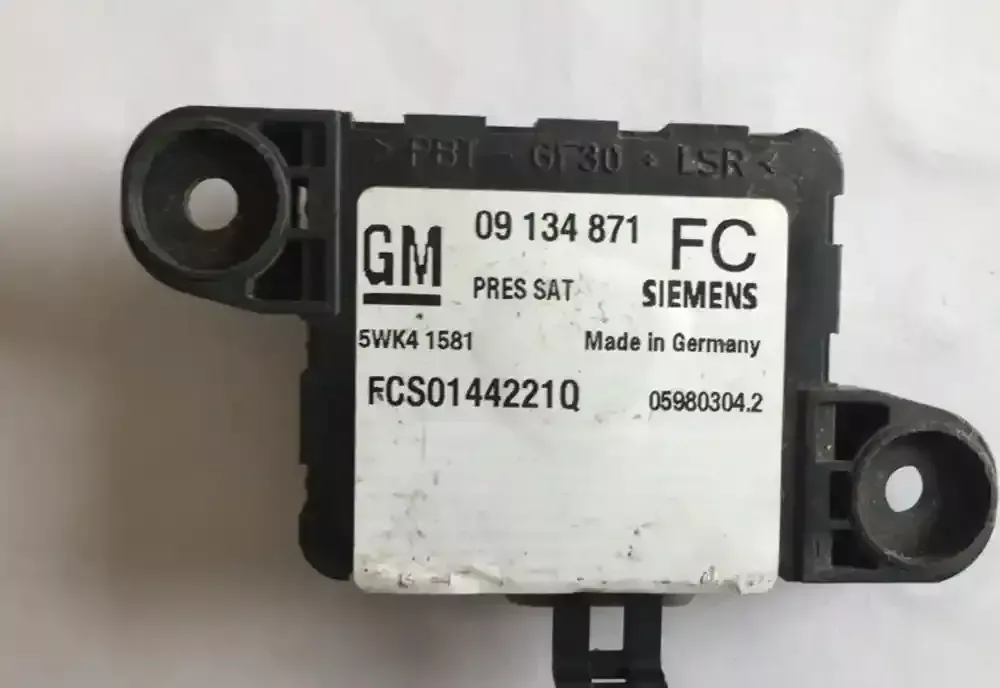 >PBT - GF30 + LSR<
GM
09 134 871
FC
PRES SAT
SIEMENS
5WK4 1581
Made in Germany
FCS0144221Q
05980304.2